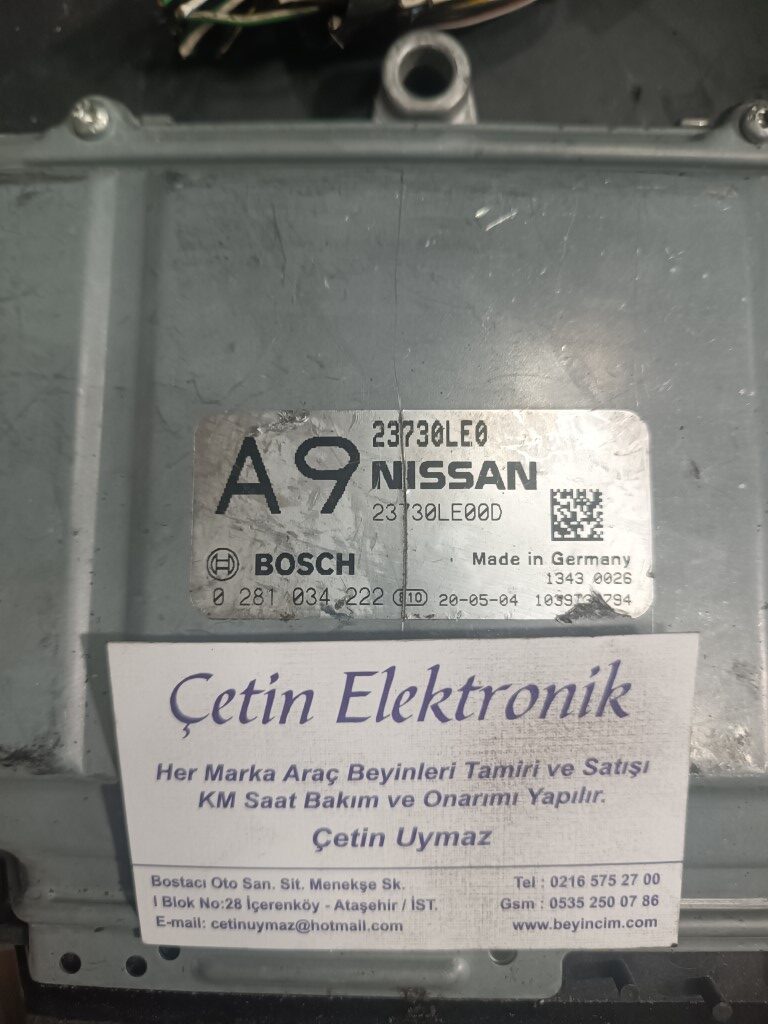 23730LE0
A9 NISSAN
23730LE00D
BOSCH
Made in Germany
1343 0026
0 281 034 222 20-05-04
Çetin Elektronik
Her Marka Araç Beyinleri Tamiri ve Satışı
KM Saat Bakım ve Onarımı Yapılır.
Çetin Uymaz
Bostacı Oto San. Sit. Menekşe Sk.
I Blok No:28 İçerenköy - Ataşehir / İST.
E-mail: cetinuymaz@hotmail.com
Tel : 0216 575 27 00
Gsm : 0535 250 07 86
www.beyincim.com